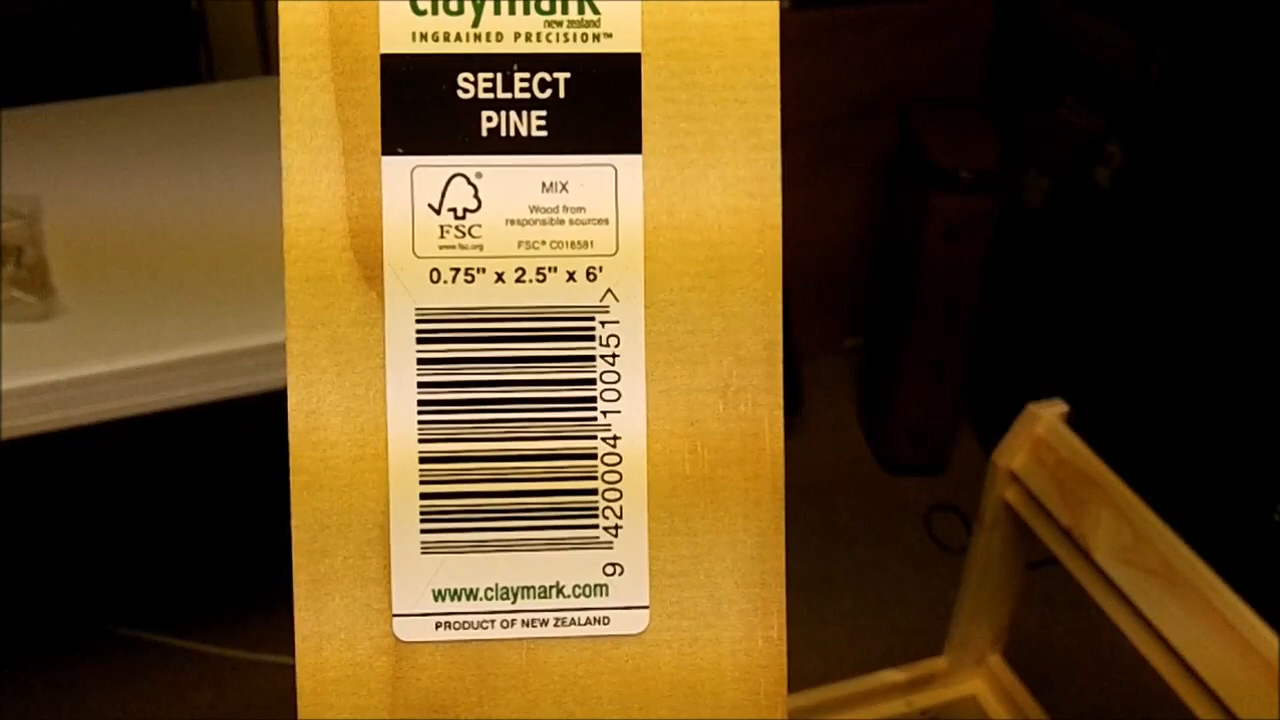 claymark
new zealand
INGRAINED PRECISION™
SELECT
PINE
FSC®
www.fsc.org
MIX
Wood from
responsible sources
FSC® C018581
0.75" x 2.5" x 6'
9 420004 100451 >
www.claymark.com
PRODUCT OF NEW ZEALAND